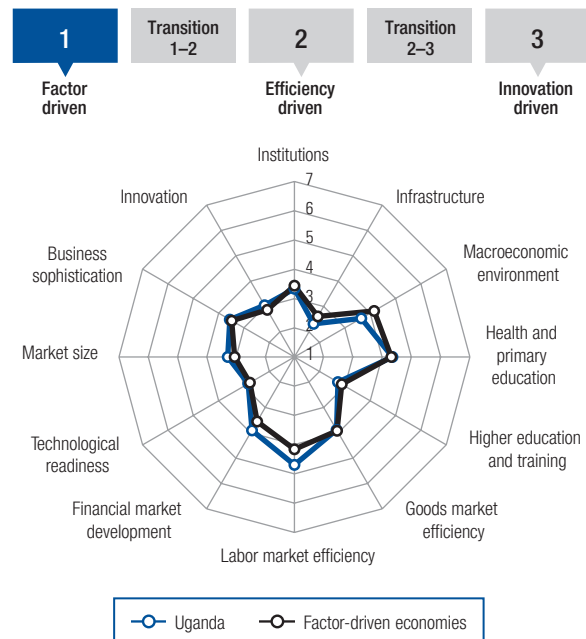 1
Transition
1–2
2
Transition
2–3
3
Factor
driven
Efficiency
driven
Innovation
driven
Institutions
7
Innovation
Infrastructure
6
5
Business
sophistication
Macroeconomic
environment
4
3
2
Market size
1
Health and
primary
education
Technological
readiness
Higher education
and training
Financial market
development
Goods market
efficiency
Labor market efficiency
Uganda
Factor-driven economies